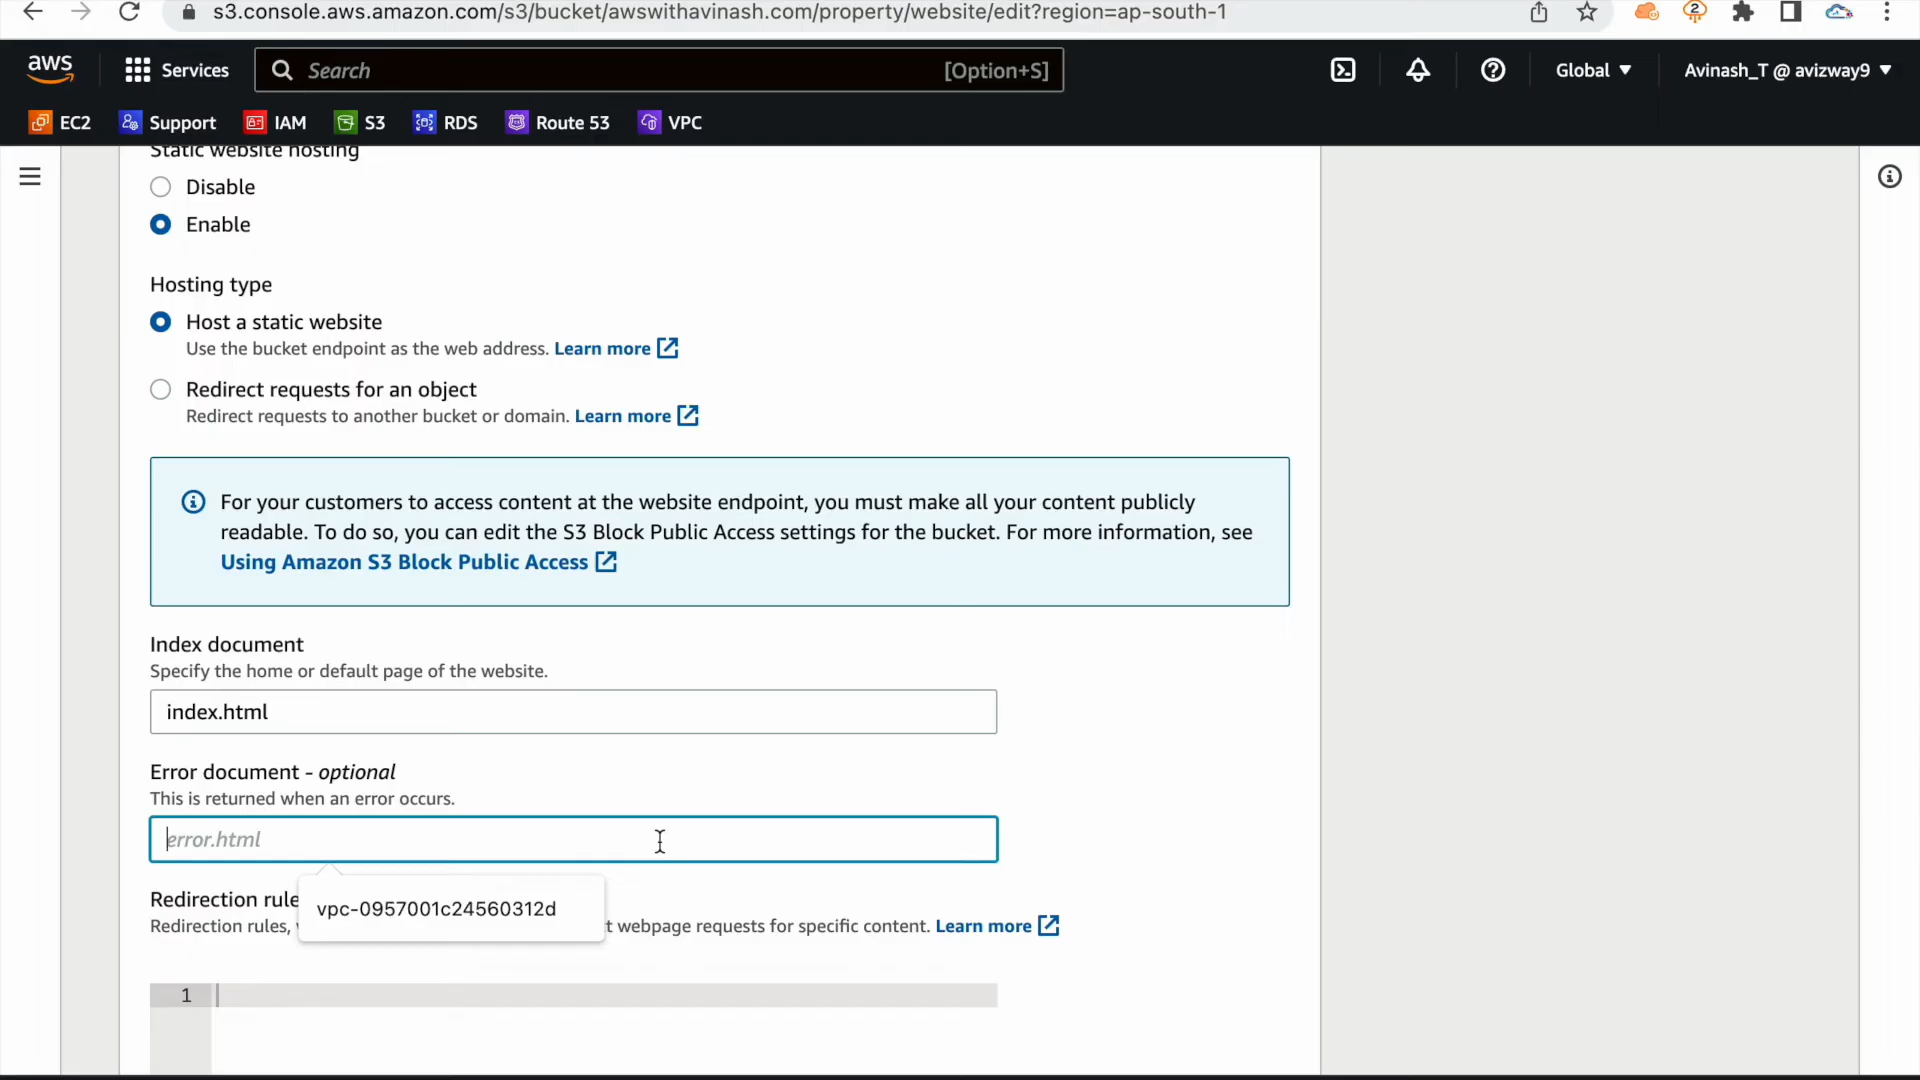 s3.console.aws.amazon.com/s3/bucket/awswithavinash.com/property/website/edit?region=ap-south-1
2
aws
Services
Search
[Option+S]
Global
Avinash_T @ avizway9
EC2
Support
IAM
S3
RDS
Route 53
VPC
Static website hosting
Disable
Enable
Hosting type
Host a static website
Use the bucket endpoint as the web address. Learn more
Redirect requests for an object
Redirect requests to another bucket or domain. Learn more
For your customers to access content at the website endpoint, you must make all your content publicly
readable. To do so, you can edit the S3 Block Public Access settings for the bucket. For more information, see
Using Amazon S3 Block Public Access
Index document
Specify the home or default page of the website.
index.html
Error document - optional
This is returned when an error occurs.
error.html
Redirection rule
vpc-0957001c24560312d
Redirection rules, t webpage requests for specific content. Learn more
1